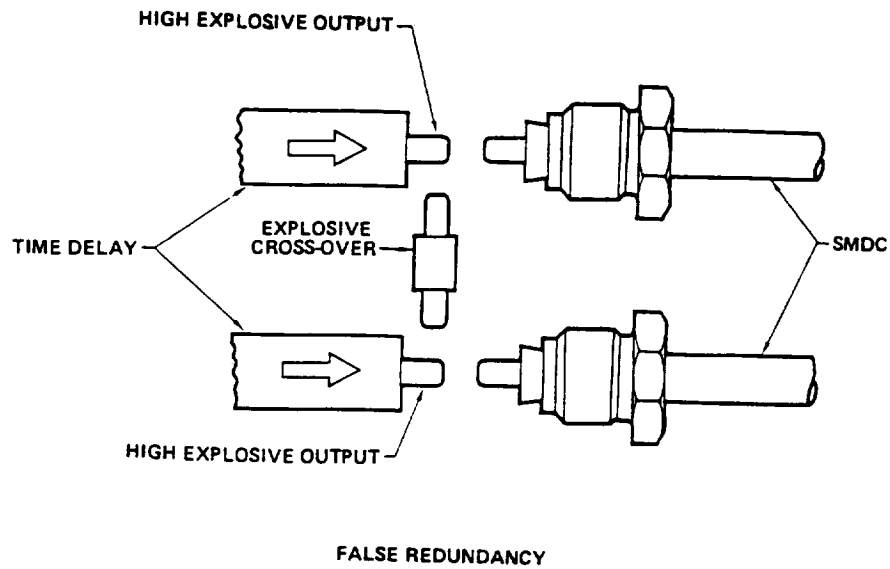 HIGH EXPLOSIVE OUTPUT
TIME DELAY
EXPLOSIVE
CROSS-OVER
SMDC
HIGH EXPLOSIVE OUTPUT
FALSE REDUNDANCY